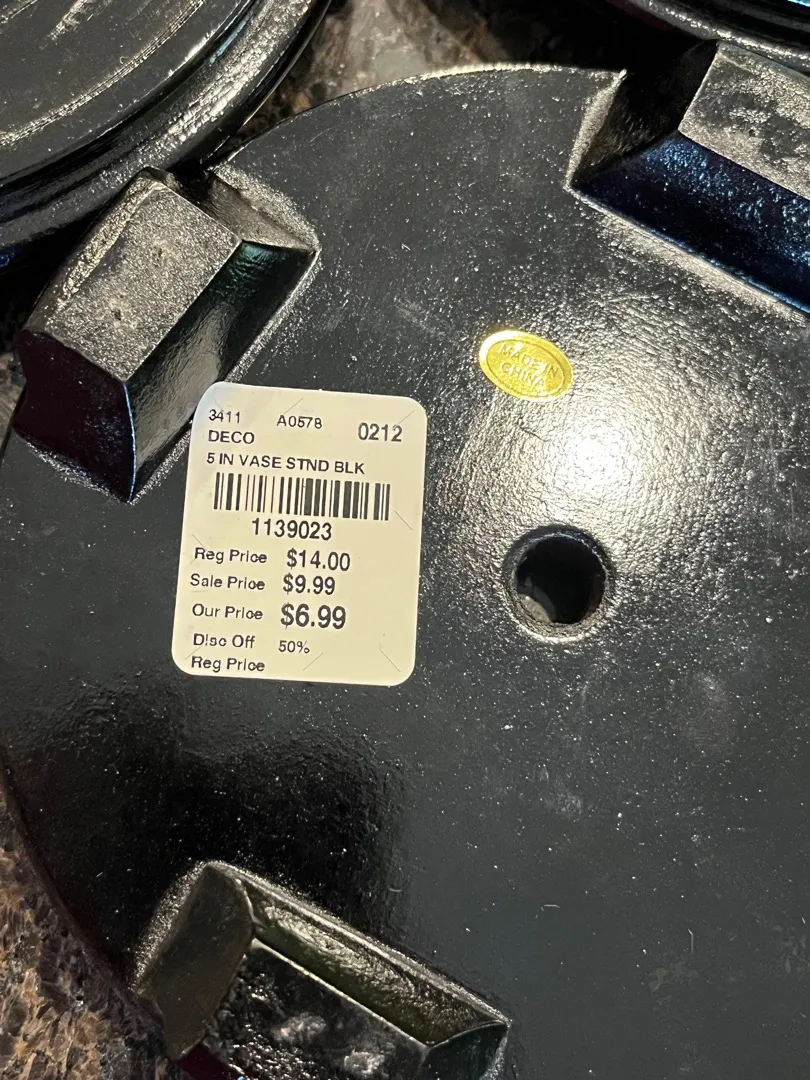 3411 A0578 0212
DECO
5 IN VASE STND BLK
1139023
Reg Price $14.00
Sale Price $9.99
Our Price $6.99
Disc Off 50%
Reg Price
MADE IN
CHINA